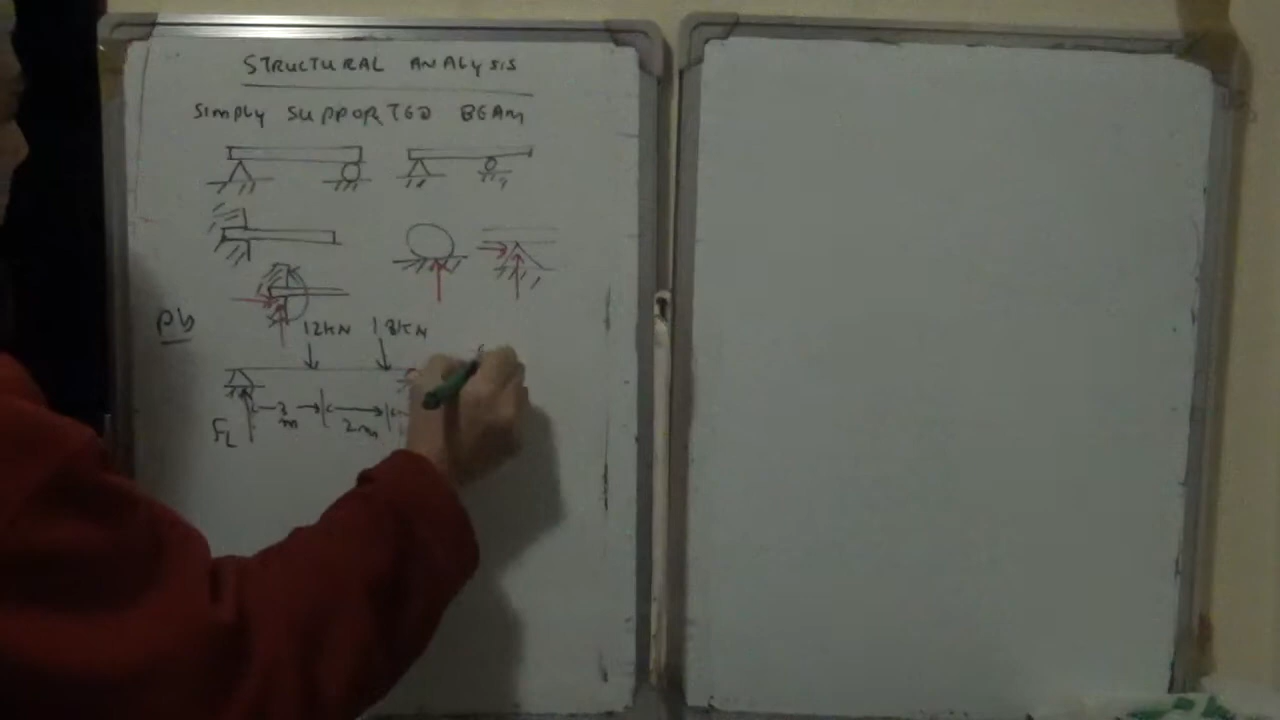 STRUCTURAL ANALYSIS
SIMPLY SUPPORTED BEAM
Pb
12KN 18KN
3m 2m
FL